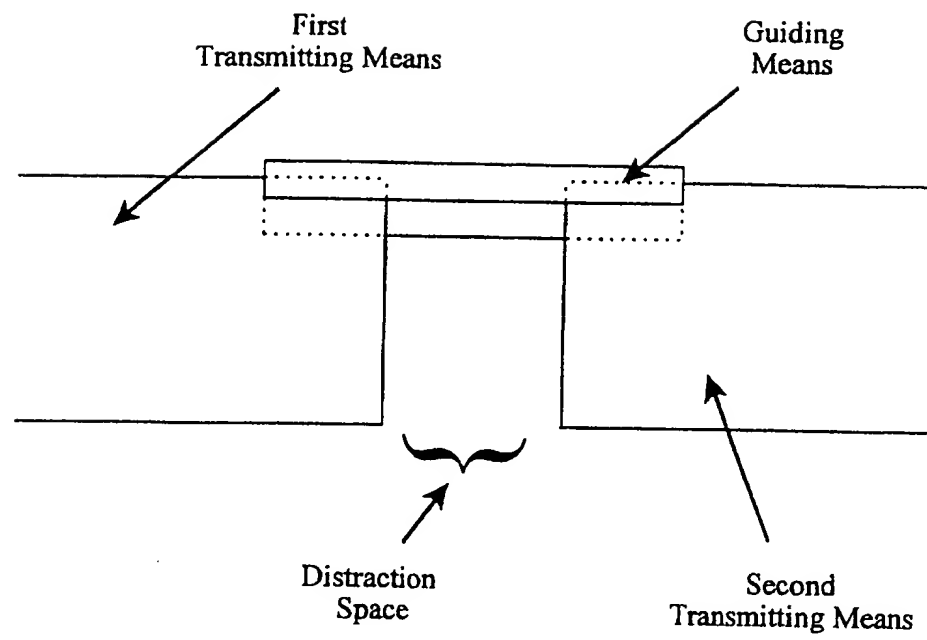 First
Transmitting Means
Guiding
Means
Distraction
Space
Second
Transmitting Means